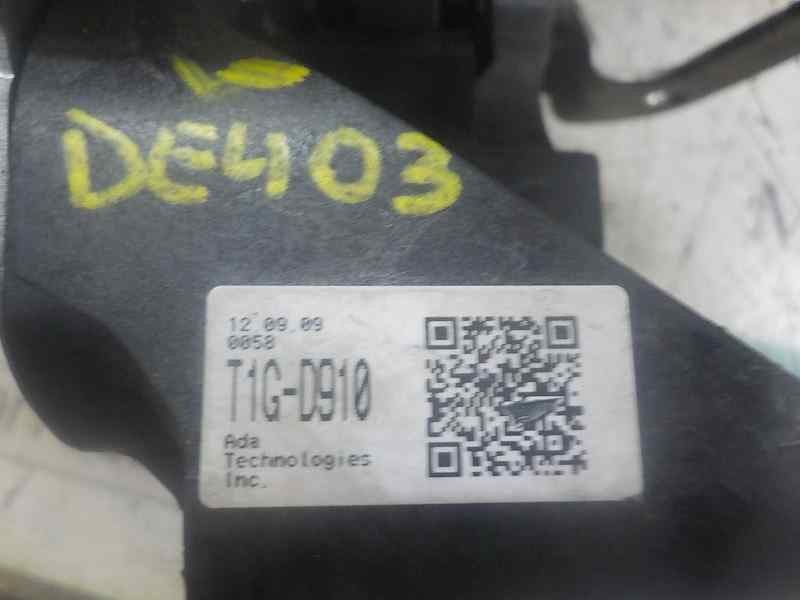 DE403
12 09.09
0058
T1G-D910
Ada
Technologies
Inc.